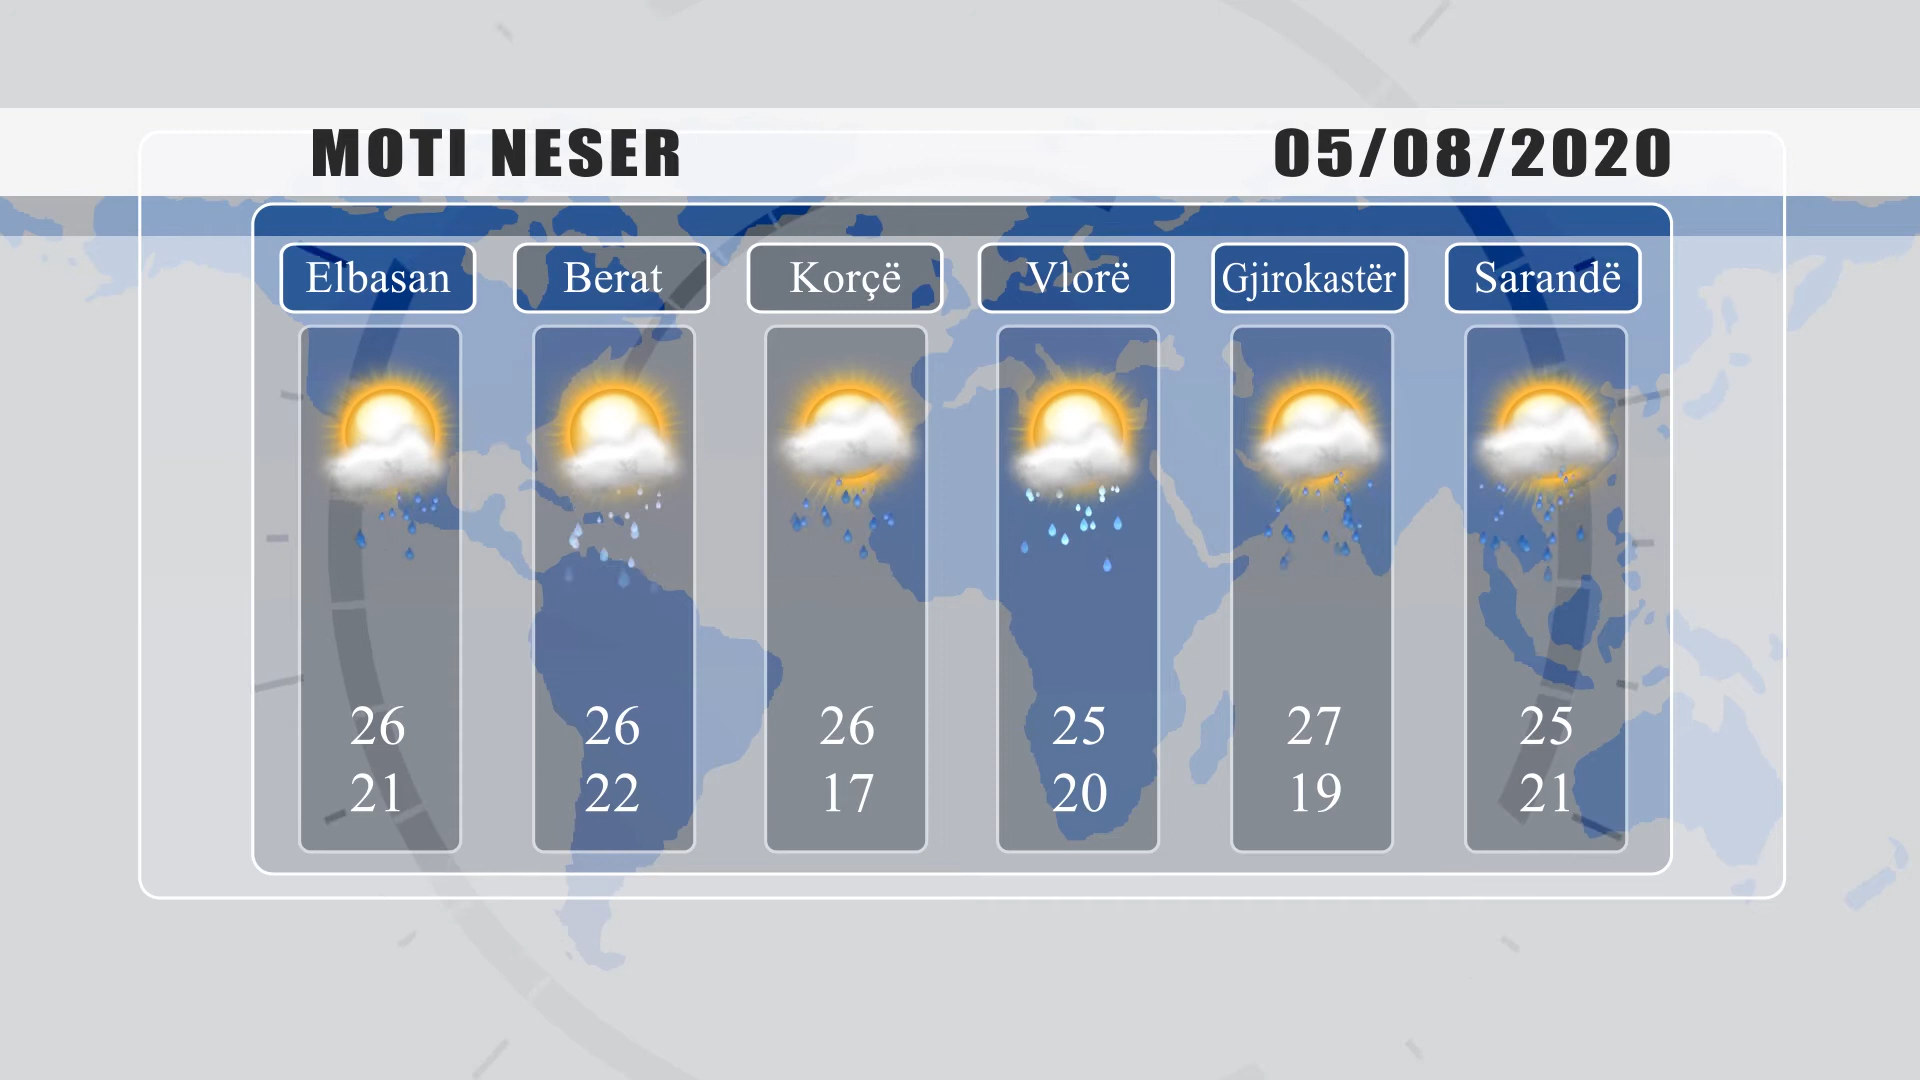 MOTI NESER
05/08/2020
Elbasan
Berat
Korçë
Vlorë
Gjirokastër
Sarandë
26
21
26
22
26
17
25
20
27
19
25
21